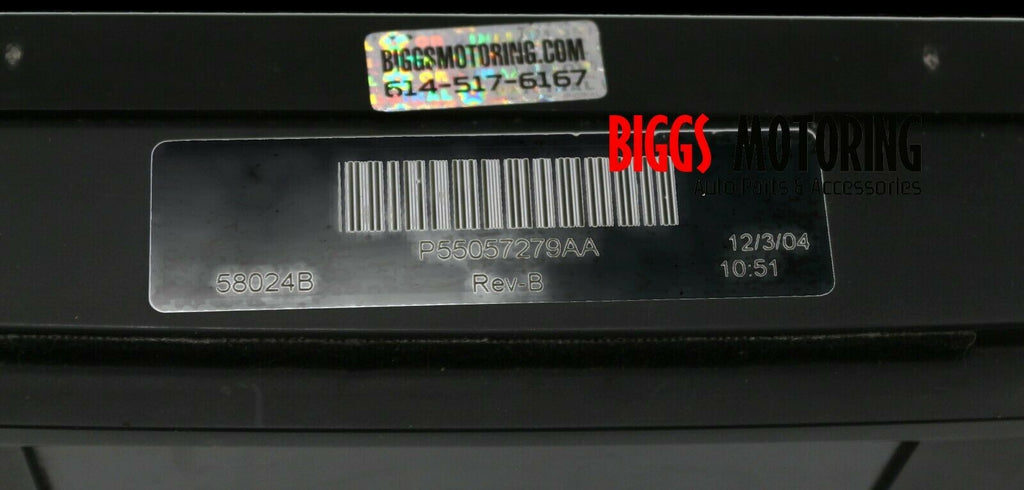 BIGGSMOTORING.COM
614-517-6167
BIGGS MOTORING
Auto Parts & Accessories
P55057279AA
12/3/04
58024B
Rev-B
10:51